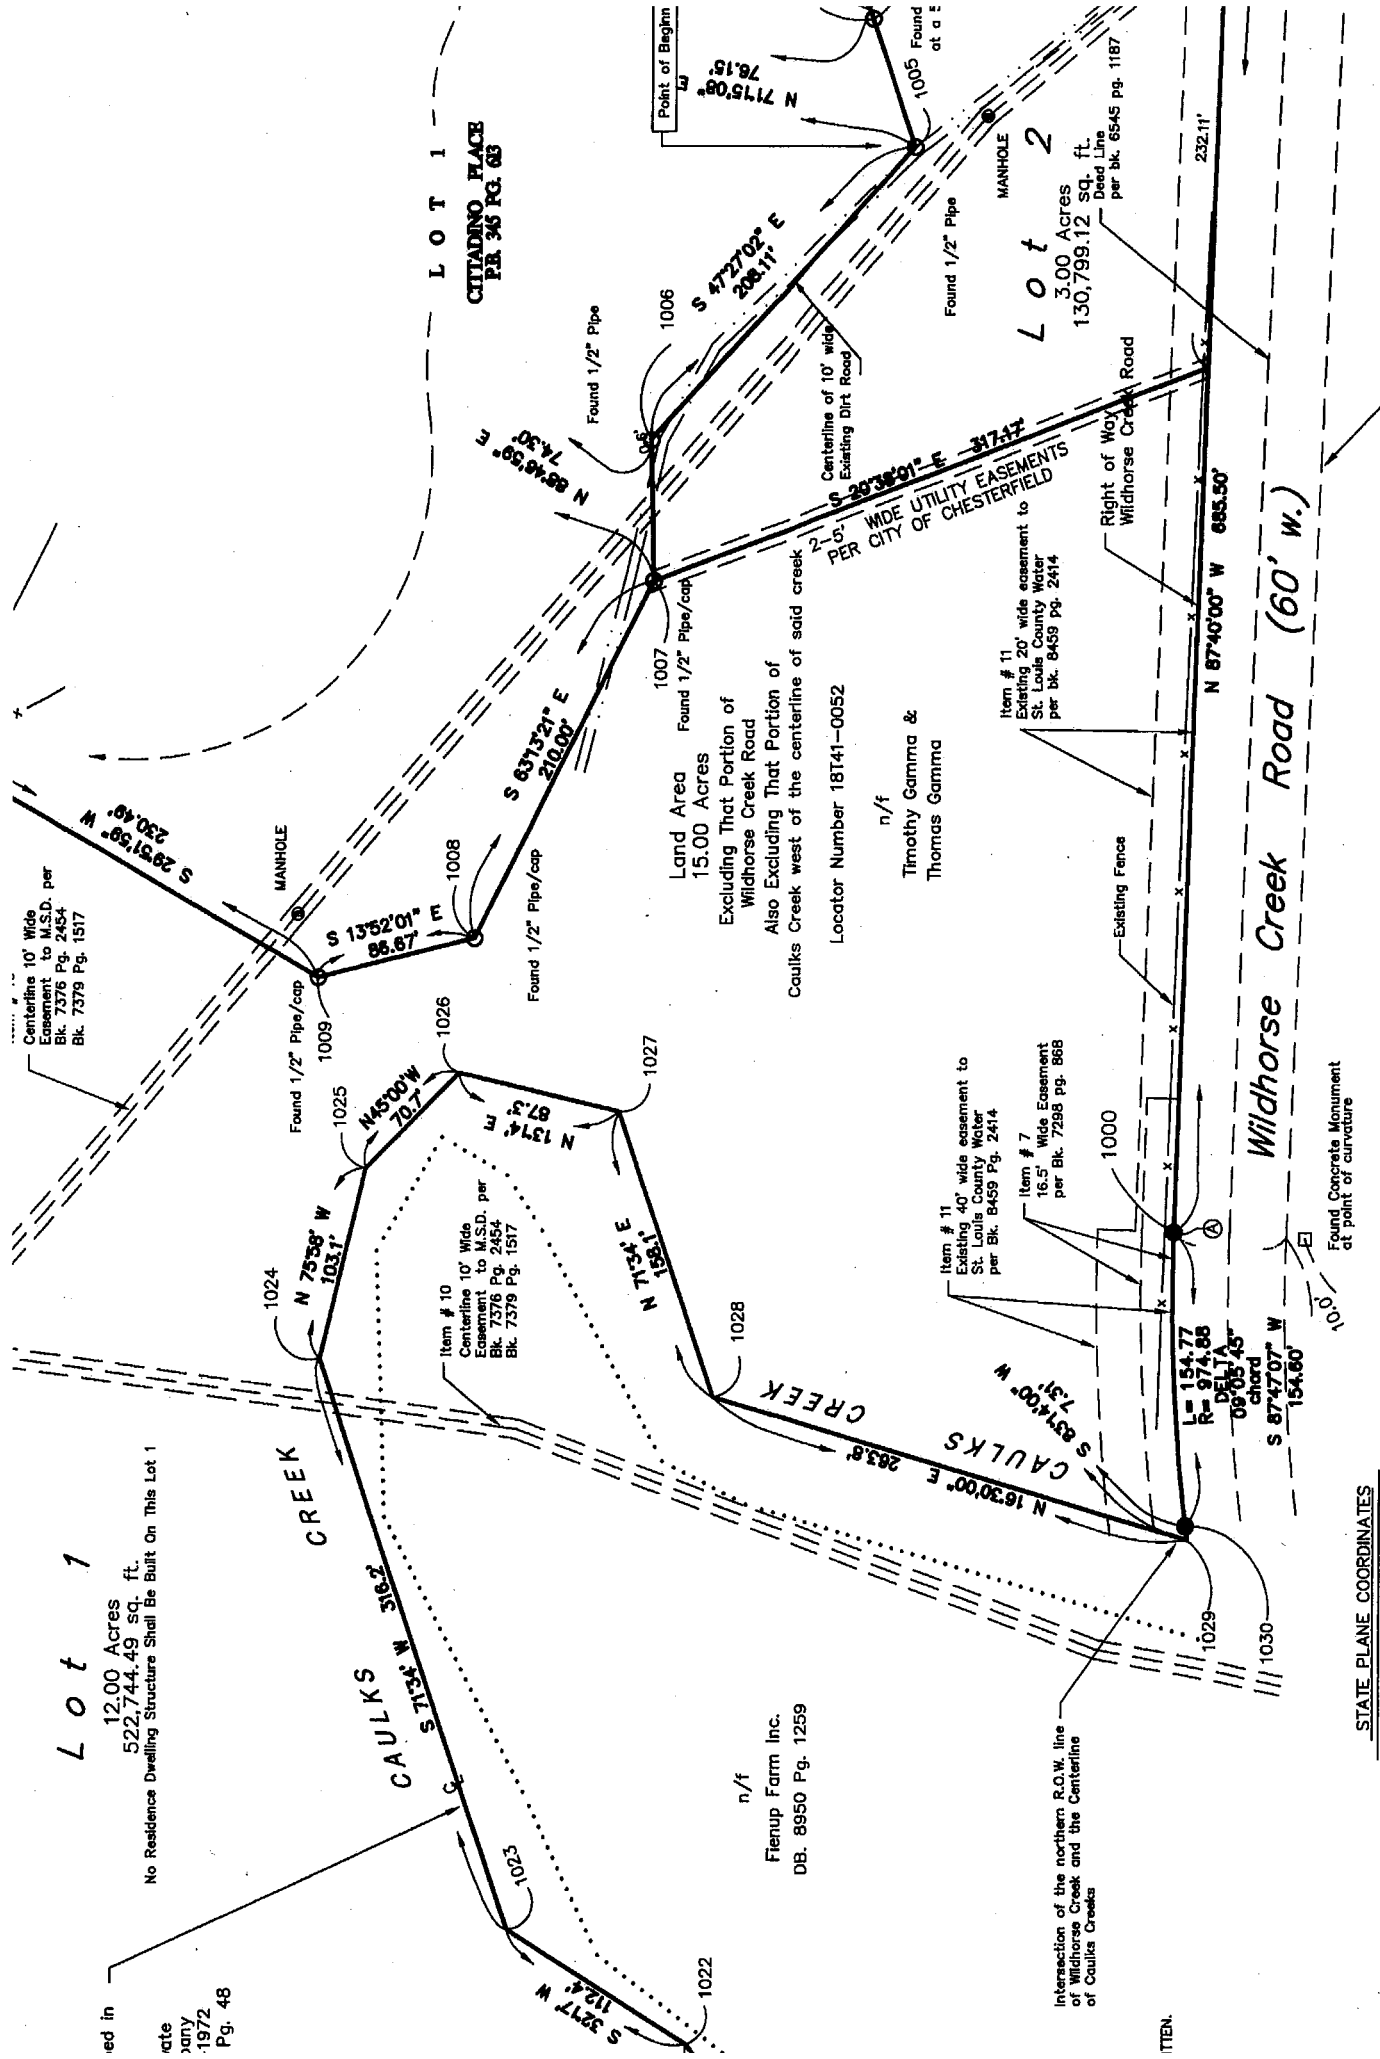 Point of Beginn
N 71°15'08" E
76.15'
1005
Found
at a 5
L O T 1
CITTADINO PLACE
P.B. 345 PG. 613
S 47°27'02" E
208.11'
1006
Found 1/2" Pipe
0.6'
N 88°46'59" E
74.30'
MANHOLE
Found 1/2" Pipe
Lot 2
3.00 Acres
130,799.12 sq. ft.
Deed Line
per bk. 6545 pg. 1187
232.11'
Centerline of 10' wide
Existing Dirt Road
S 20°38'01" E 317.17'
2-5' WIDE UTILITY EASEMENTS
PER CITY OF CHESTERFIELD
Right of Way
Wildhorse Creek Road
1007
Found 1/2" Pipe/cap
S 63°13'21" E
210.00'
Item # 11
Existing 20' wide easement to
St. Louis County Water
per bk. 8459 pg. 2414
N 87°40'00" W 685.50'
Wildhorse Creek Road (60' w.)
S 29°51'59" W
230.49'
MANHOLE
Centerline 10' Wide
Easement to M.S.D. per
Bk. 7376 Pg. 2454
Bk. 7379 Pg. 1517
S 13°52'01" E
86.67'
1008
Found 1/2" Pipe/cap
Found 1/2" Pipe/cap
1009
Land Area
15.00 Acres
Excluding That Portion of
Wildhorse Creek Road
Also Excluding That Portion of
Caulks Creek west of the centerline of said creek
Locator Number 18T41-0052
n/f
Timothy Gamma &
Thomas Gamma
Existing Fence
1025
N45°00'W
70.7'
1026
N 13°14' E
87.3'
1027
N 75°58' W
103.1'
1024
N 71°34' E
158.1'
1028
Item # 10
Centerline 10' Wide
Easement to M.S.D. per
Bk. 7376 Pg. 2454
Bk. 7379 Pg. 1517
Item # 11
Existing 40' wide easement to
St. Louis County Water
per Bk. 8459 Pg. 2414
Item # 7
16.5' Wide Easement
per Bk. 7298 pg. 868
1000
A
Found Concrete Monument
at point of curvature
10.0'
L= 154.77
R= 974.88
DELTA
09°05'45"
chord
S 87°47'07" W
154.60'
S 83°14'00" W
7.31'
CAULKS CREEK
N 16°30'00" E 263.8'
1029
1030
Lot 1
12.00 Acres
522,744.49 sq. ft.
No Residence Dwelling Structure Shall Be Built On This Lot 1
CAULKS CREEK
S 71°34' W 316.2'
CL
1023
S 32°17' W
112.4'
1022
n/f
Fienup Farm Inc.
DB. 8950 Pg. 1259
Intersection of the northern R.O.W. line
of Wildhorse Creek and the Centerline
of Caulks Creeks
STATE PLANE COORDINATES
ed in
vate
pany
-1972
Pg. 48
TTEN.